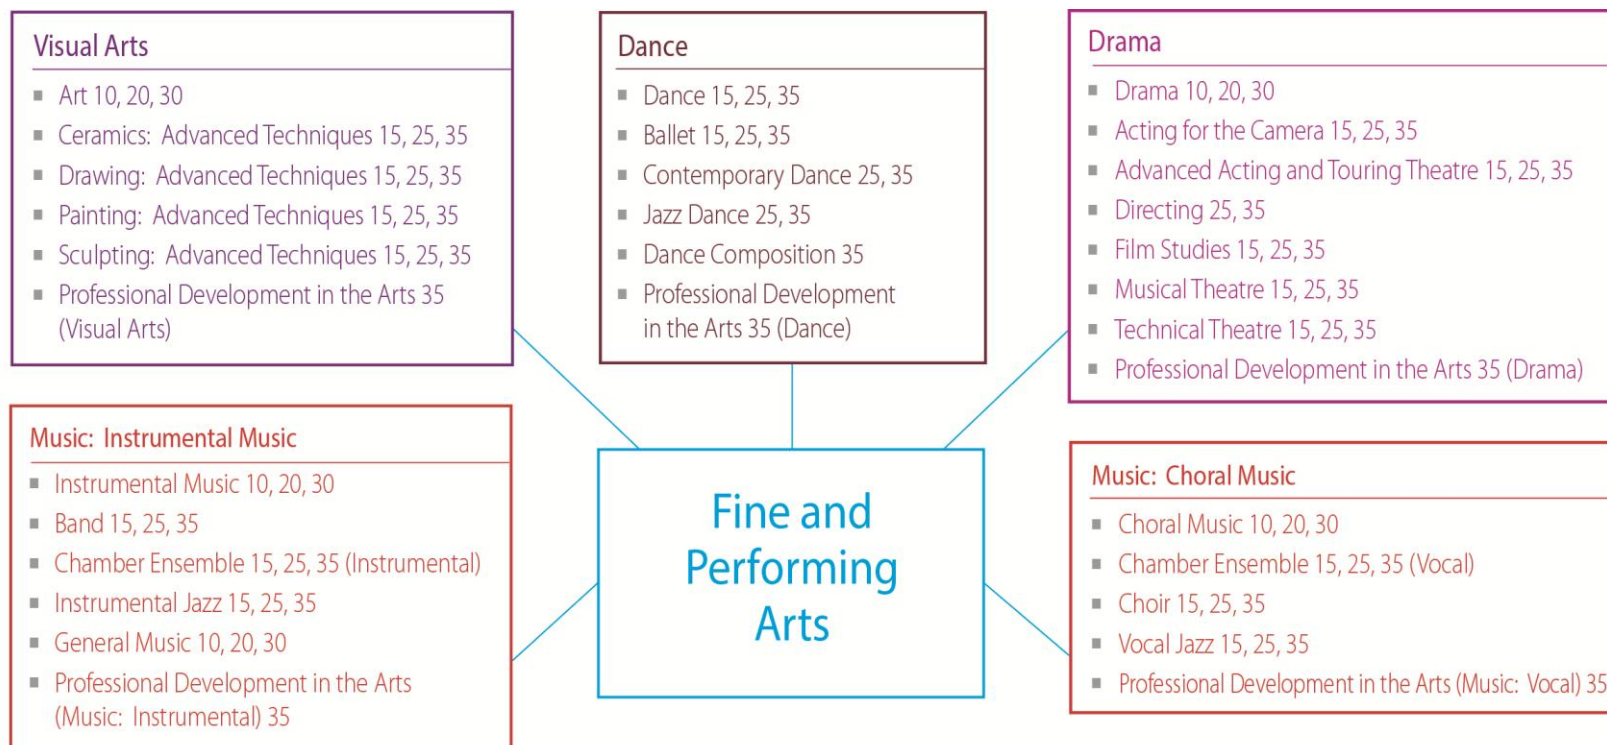 Visual Arts
Art 10, 20, 30
Ceramics: Advanced Techniques 15, 25, 35
Drawing: Advanced Techniques 15, 25, 35
Painting: Advanced Techniques 15, 25, 35
Sculpting: Advanced Techniques 15, 25, 35
Professional Development in the Arts 35
(Visual Arts)
Dance
Dance 15, 25, 35
Ballet 15, 25, 35
Contemporary Dance 25, 35
Jazz Dance 25, 35
Dance Composition 35
Professional Development
in the Arts 35 (Dance)
Drama
Drama 10, 20, 30
Acting for the Camera 15, 25, 35
Advanced Acting and Touring Theatre 15, 25, 35
Directing 25, 35
Film Studies 15, 25, 35
Musical Theatre 15, 25, 35
Technical Theatre 15, 25, 35
Professional Development in the Arts 35 (Drama)
Music: Instrumental Music
Instrumental Music 10, 20, 30
Band 15, 25, 35
Chamber Ensemble 15, 25, 35 (Instrumental)
Instrumental Jazz 15, 25, 35
General Music 10, 20, 30
Professional Development in the Arts
(Music: Instrumental) 35
Fine and
Performing
Arts
Music: Choral Music
Choral Music 10, 20, 30
Chamber Ensemble 15, 25, 35 (Vocal)
Choir 15, 25, 35
Vocal Jazz 15, 25, 35
Professional Development in the Arts (Music: Vocal) 35